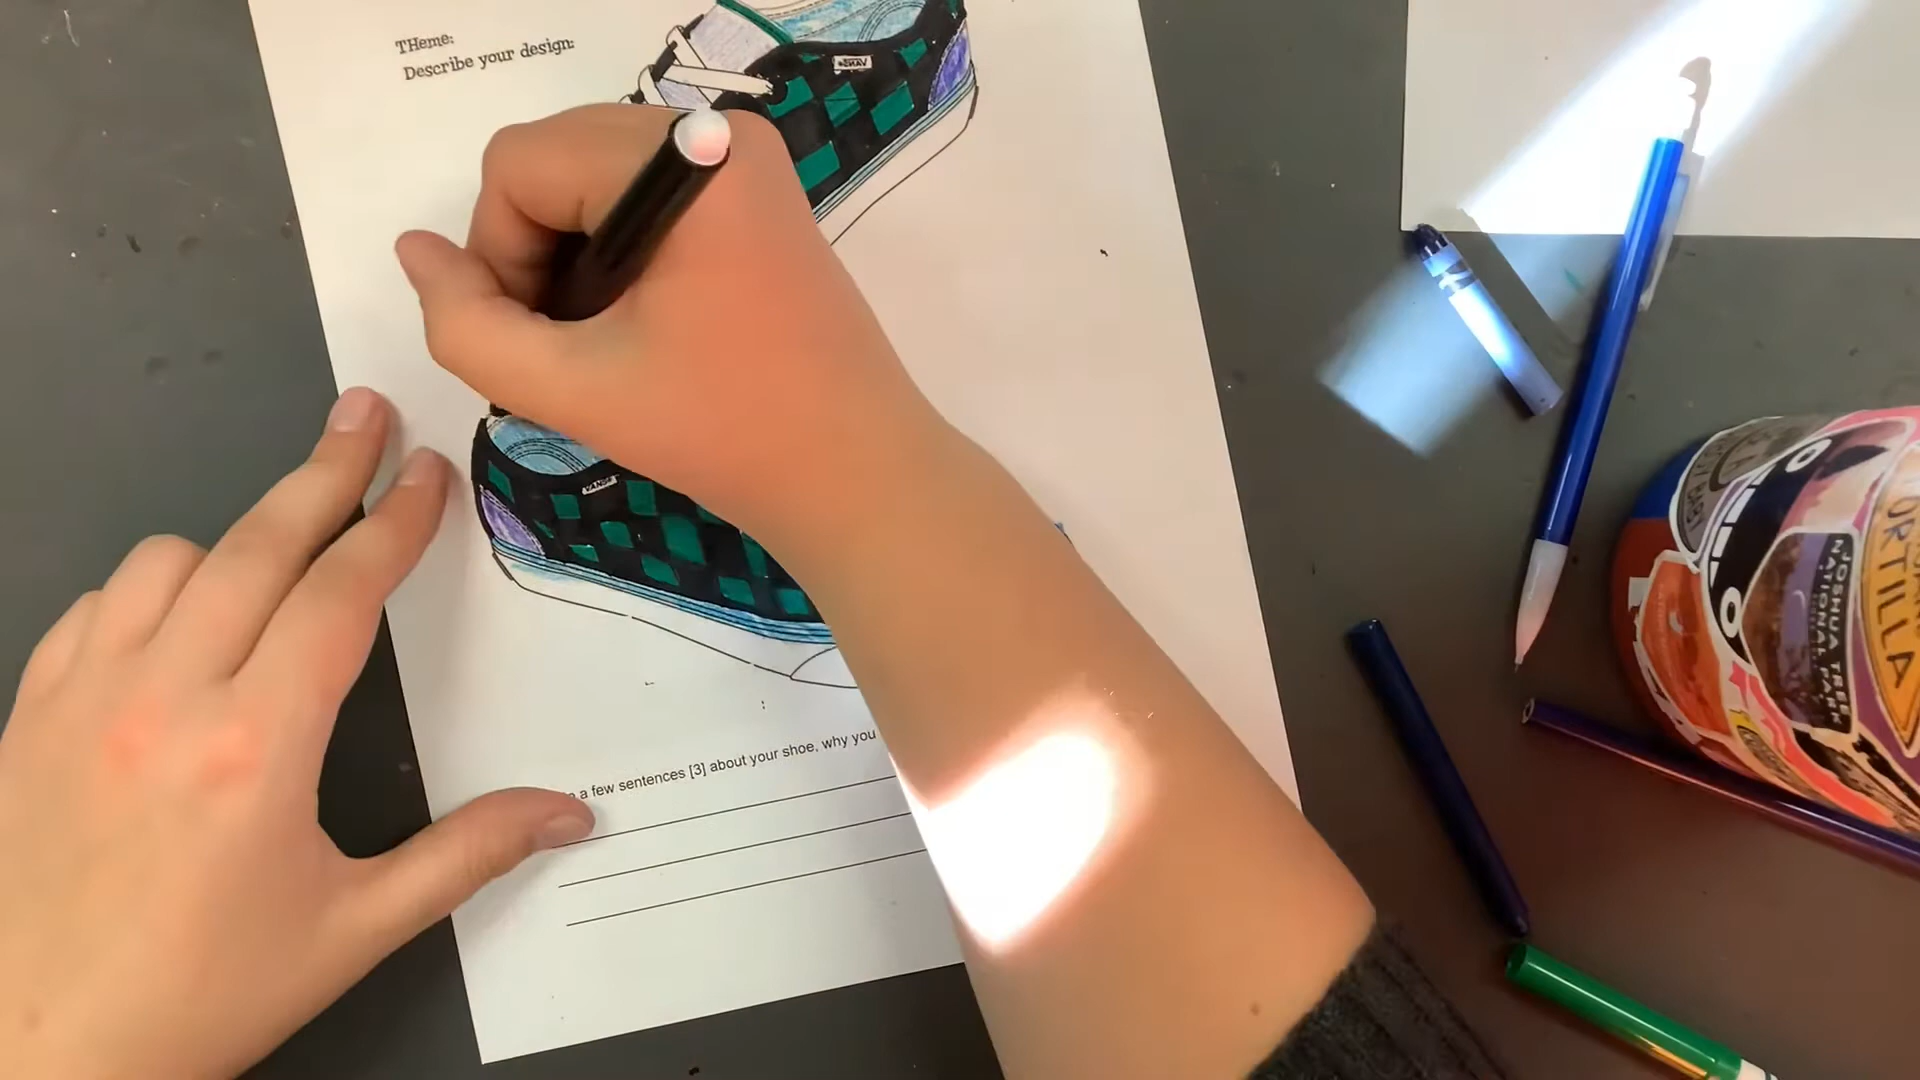 THeme:
Describe your design:
VANS
VANS
a few sentences [3] about your shoe, why you
JOSHUA TREE
NATIONAL PARK
ORTILLA